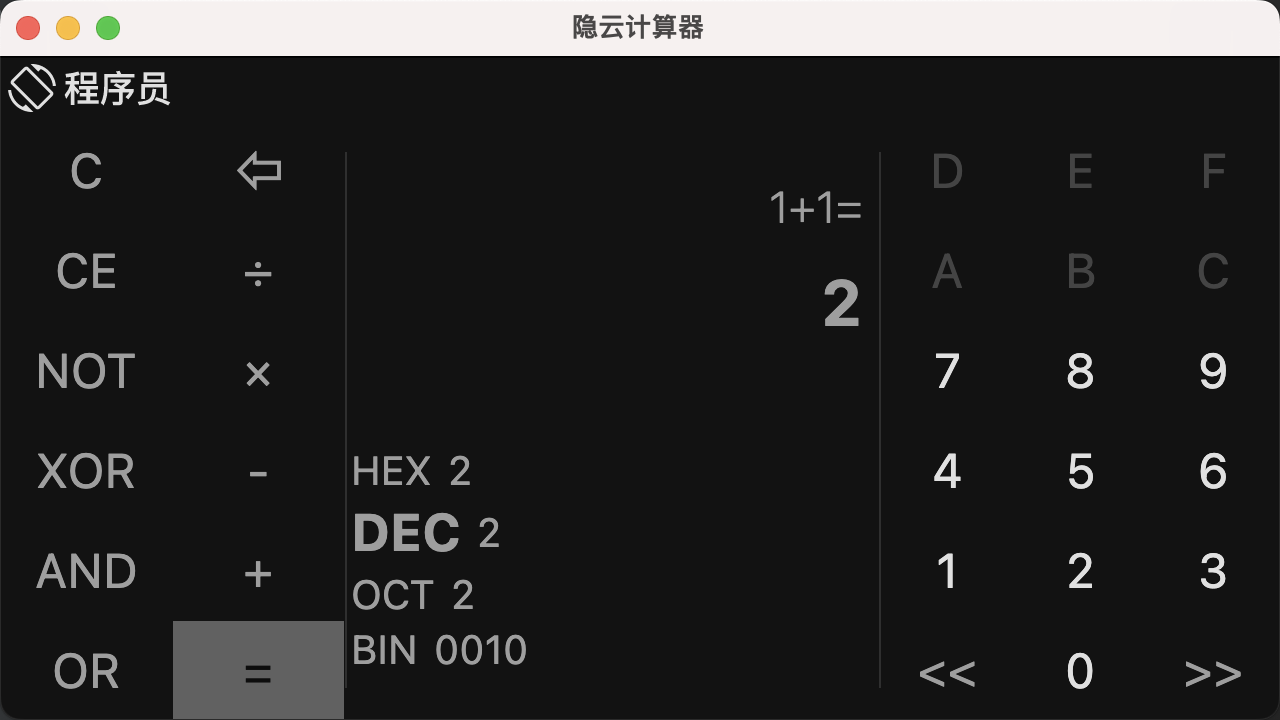 隐云计算器
程序员
C
D E F
1+1=
CE ÷
A B C
2
NOT ×
7 8 9
XOR -
HEX 2
4 5 6
DEC 2
AND +
OCT 2
1 2 3
BIN 0010
OR =
<< 0 >>